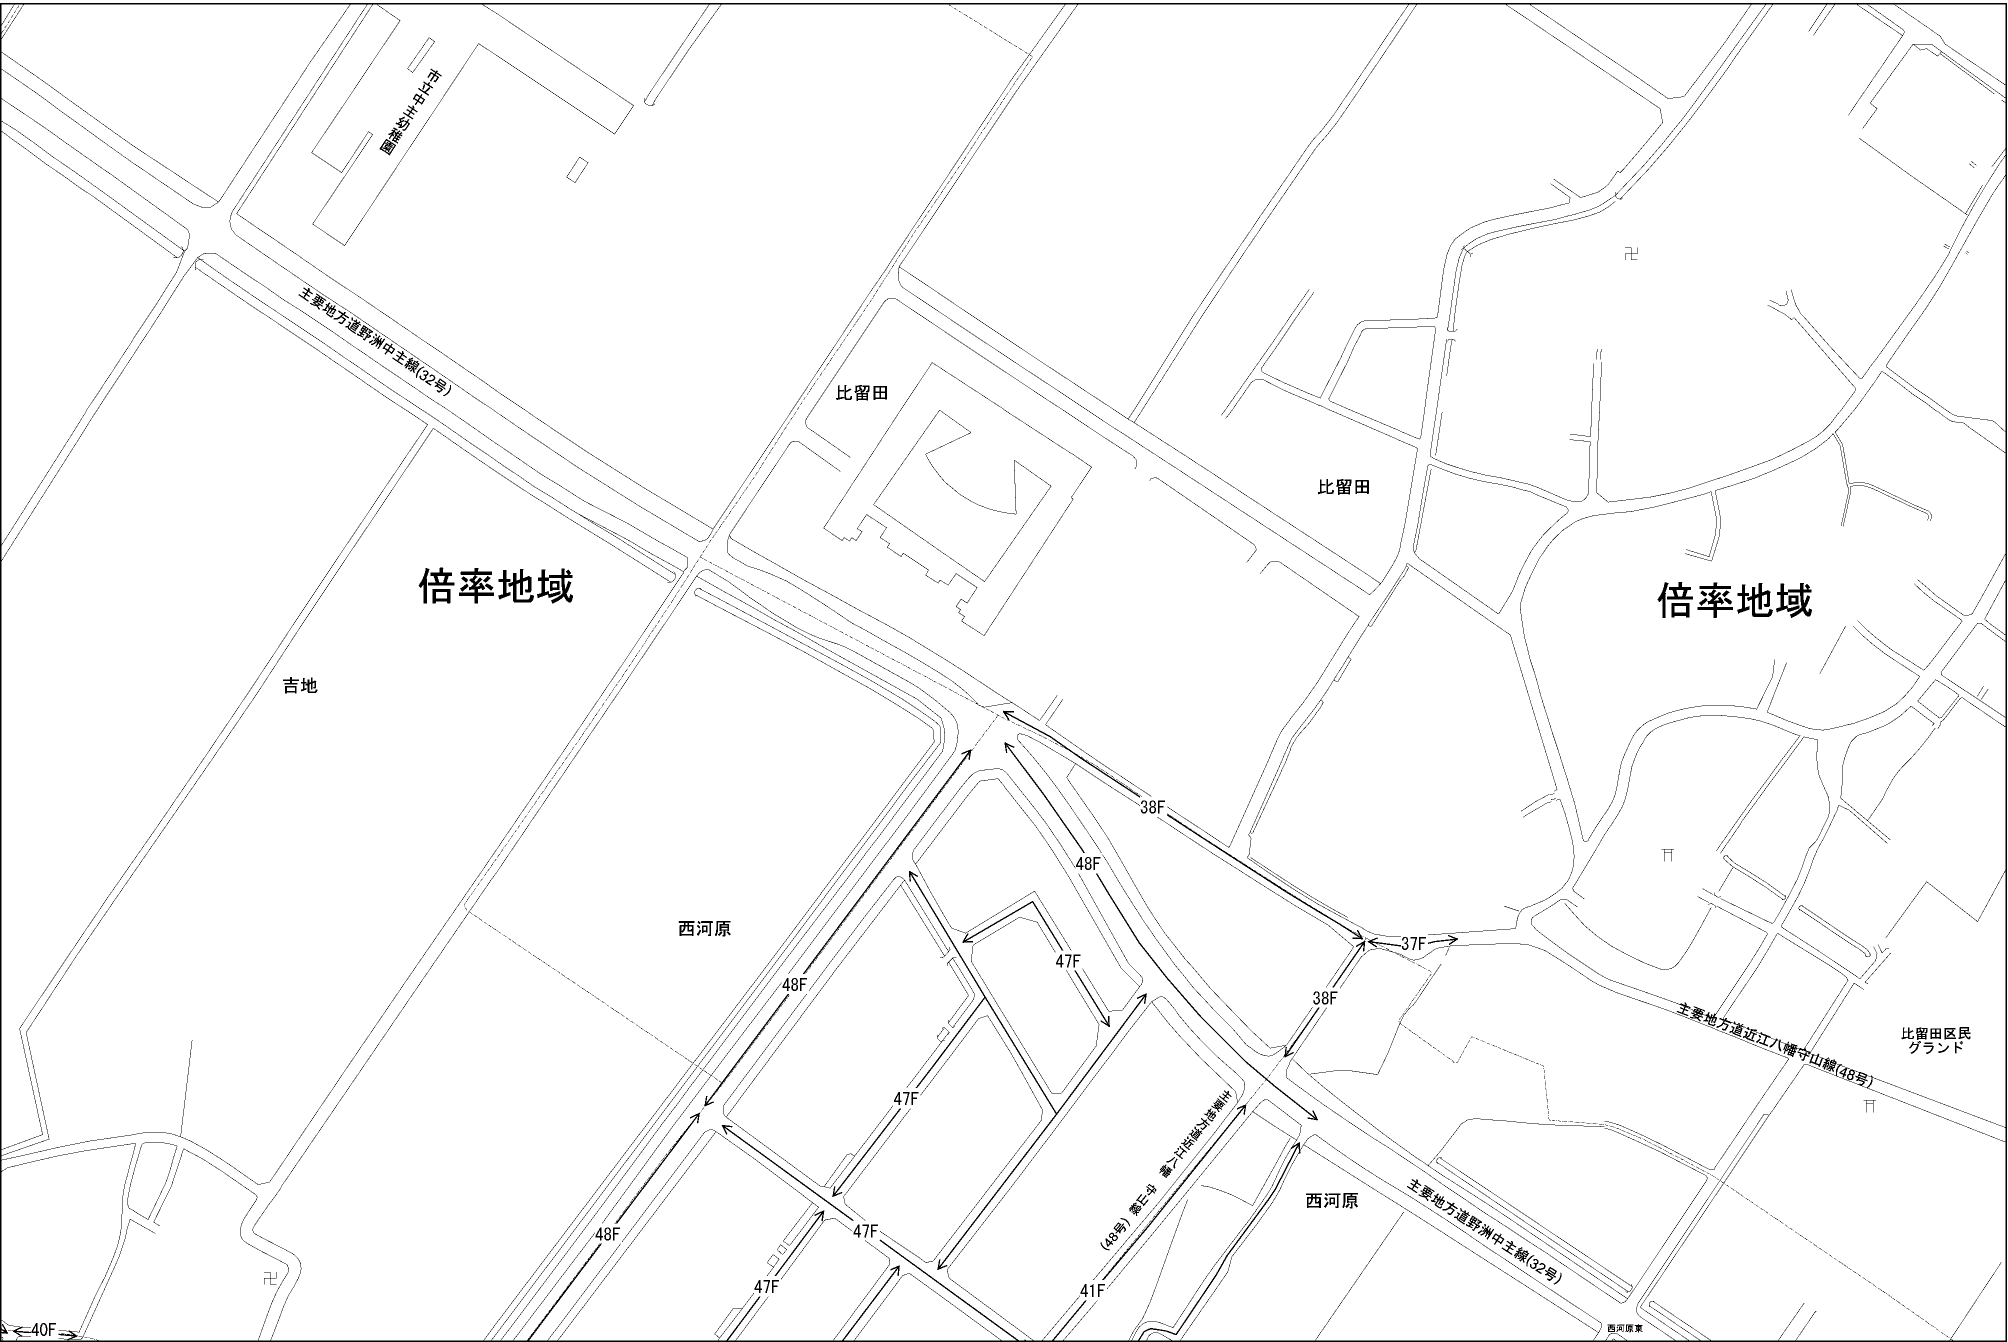 市立中主幼稚園
主要地方道野洲中主線(32号)
比留田
比留田
倍率地域
倍率地域
吉地
38F
48F
西河原
37F
47F
48F
38F
主要地方道近江八幡守山線(48号)
比留田区民
グランド
47F
主要地方道近江八幡守山線(48号)
西河原
主要地方道野洲中主線(32号)
48F
47F
47F
41F
40F
西河原東